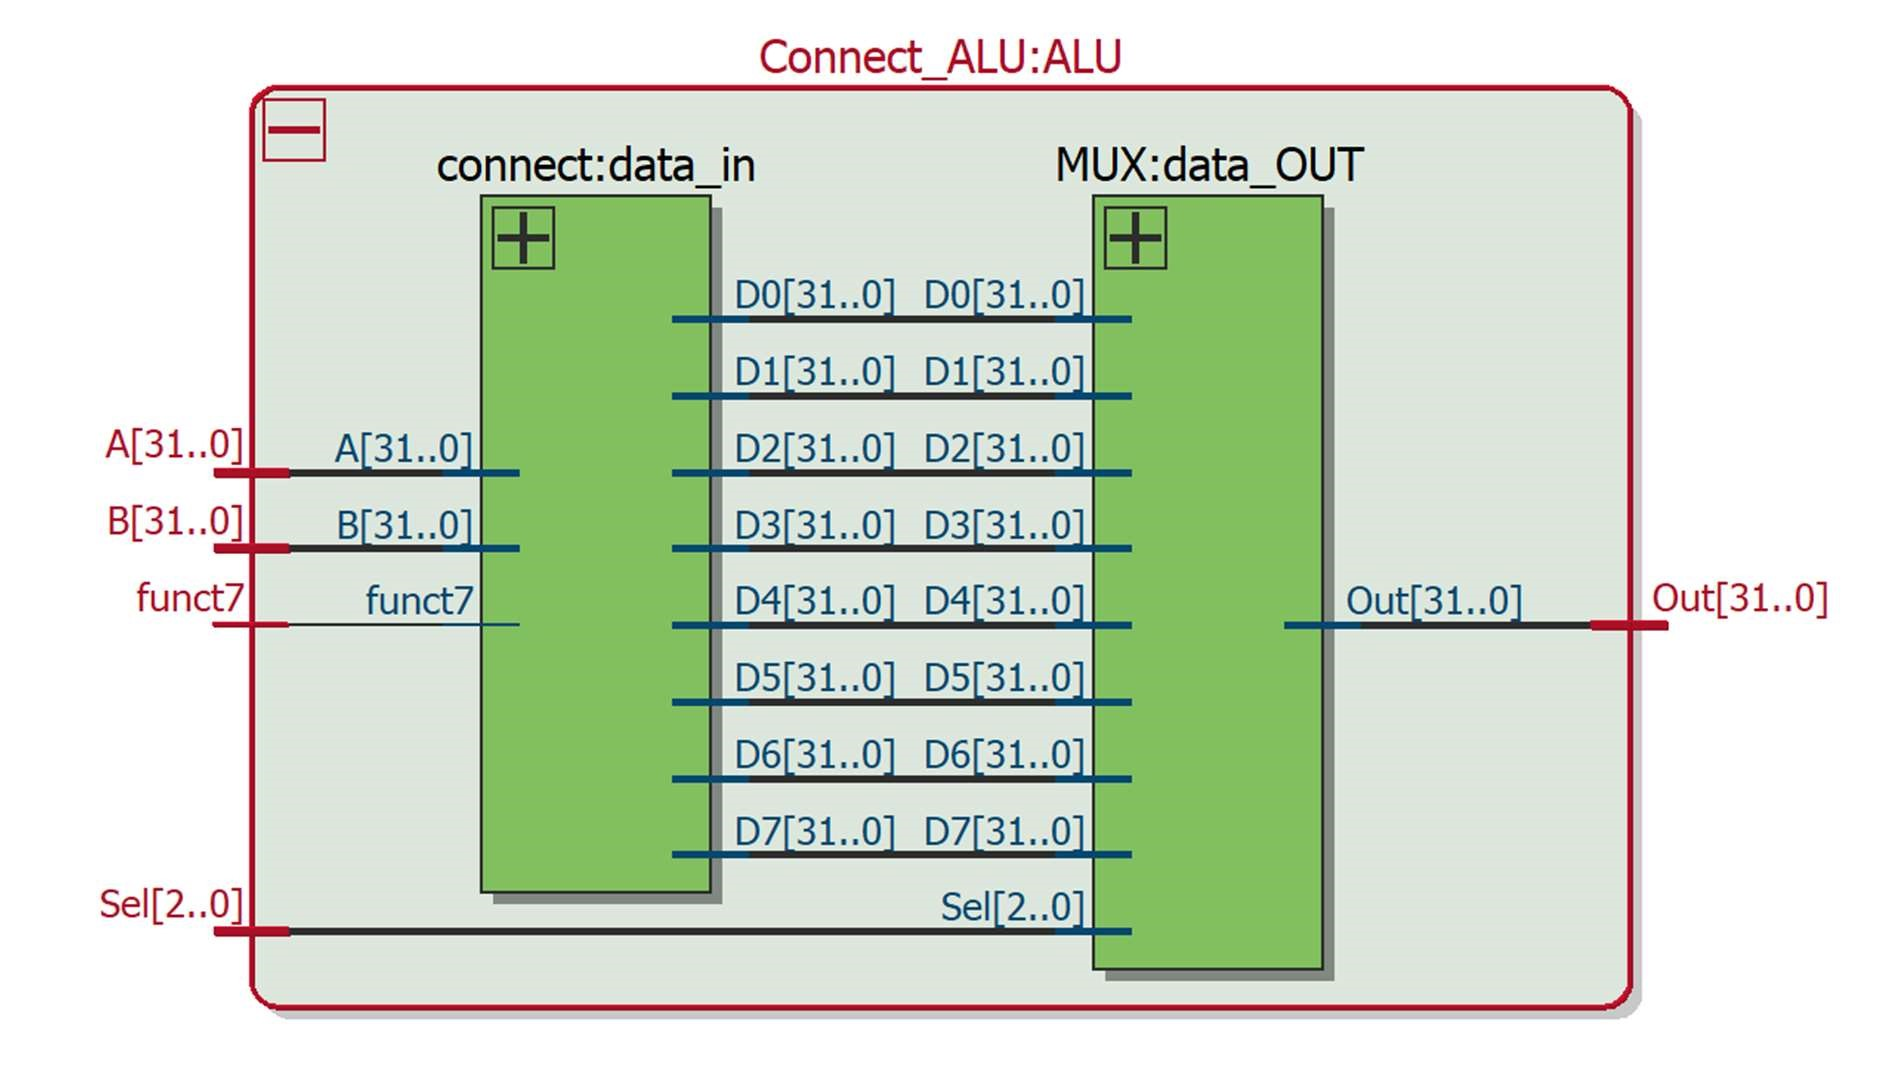 Connect_ALU:ALU
connect:data_in
MUX:data_OUT
D0[31..0] D0[31..0]
D1[31..0] D1[31..0]
A[31..0] A[31..0] D2[31..0] D2[31..0]
B[31..0] B[31..0] D3[31..0] D3[31..0]
funct7 funct7 D4[31..0] D4[31..0] Out[31..0] Out[31..0]
D5[31..0] D5[31..0]
D6[31..0] D6[31..0]
D7[31..0] D7[31..0]
Sel[2..0] Sel[2..0]